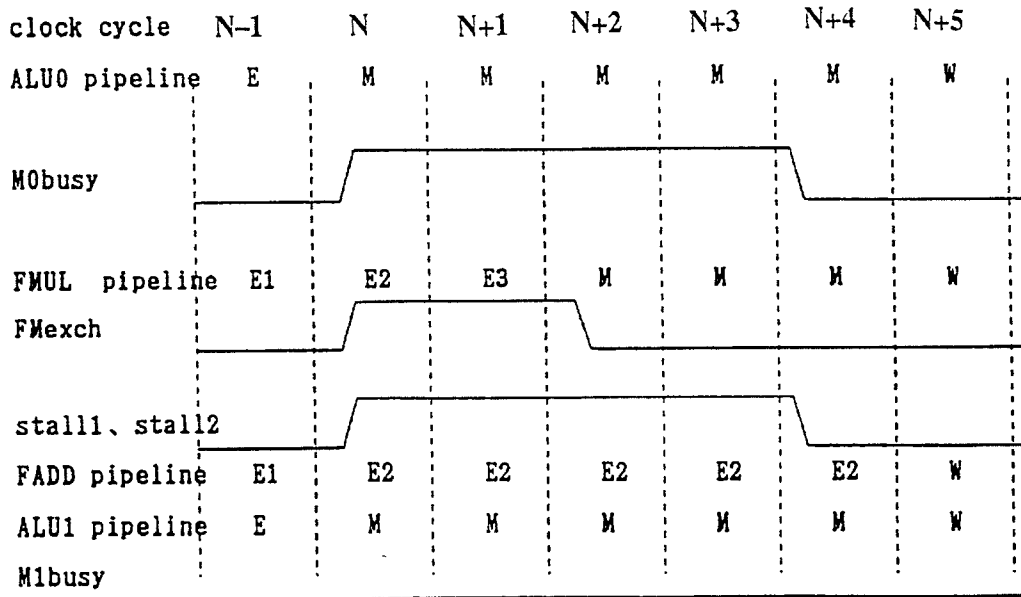 clock cycle N–1 N N+1 N+2 N+3 N+4 N+5
ALU0 pipeline E M M M M M W
M0busy
FMUL pipeline E1 E2 E3 M M M W
FMexch
stall1、stall2
FADD pipeline E1 E2 E2 E2 E2 E2 W
ALU1 pipeline E M M M M M W
M1busy